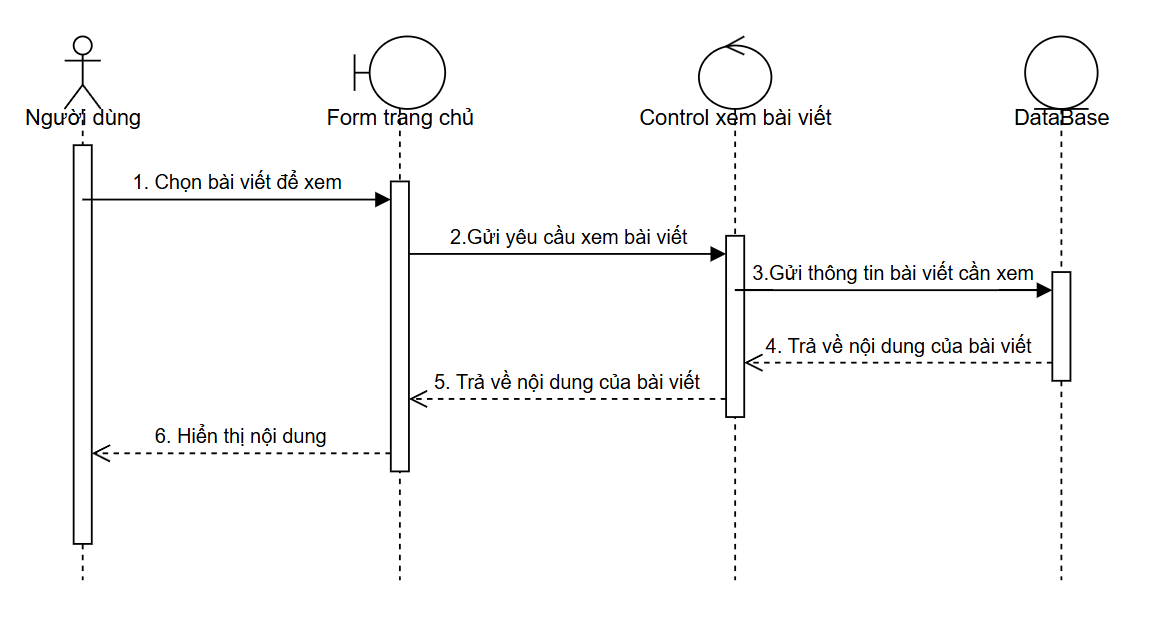 Người dùng
Form trang chủ
Control xem bài viết
DataBase
1. Chọn bài viết để xem
2.Gửi yêu cầu xem bài viết
3.Gửi thông tin bài viết cần xem
4. Trả về nội dung của bài viết
5. Trả về nội dung của bài viết
6. Hiển thị nội dung